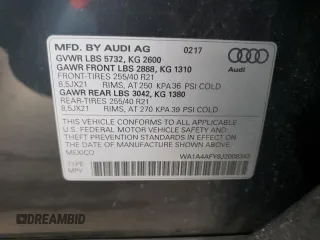 MFD. BY AUDI AG 02/17
GVWR LBS 5732, KG 2600
GAWR FRONT LBS 2888, KG 1310
FRONT-TIRES 255/40 R21
8,5JX21 RIMS, AT 250 KPA 36 PSI COLD
GAWR REAR LBS 3042, KG 1380
REAR-TIRES 255/40 R21
8,5JX21 RIMS, AT 270 KPA 39 PSI COLD
Audi
THIS VEHICLE CONFORMS TO ALL APPLICABLE
FEDERAL MOTOR VEHICLE SAFETY, BUMPER, AND
THEFT PREVENTION STANDARDS IN EFFECT ON
THE DATE OF MANUFACTURE SHOWN ABOVE
MEXICO
TYPE
MPV
DREAMBID